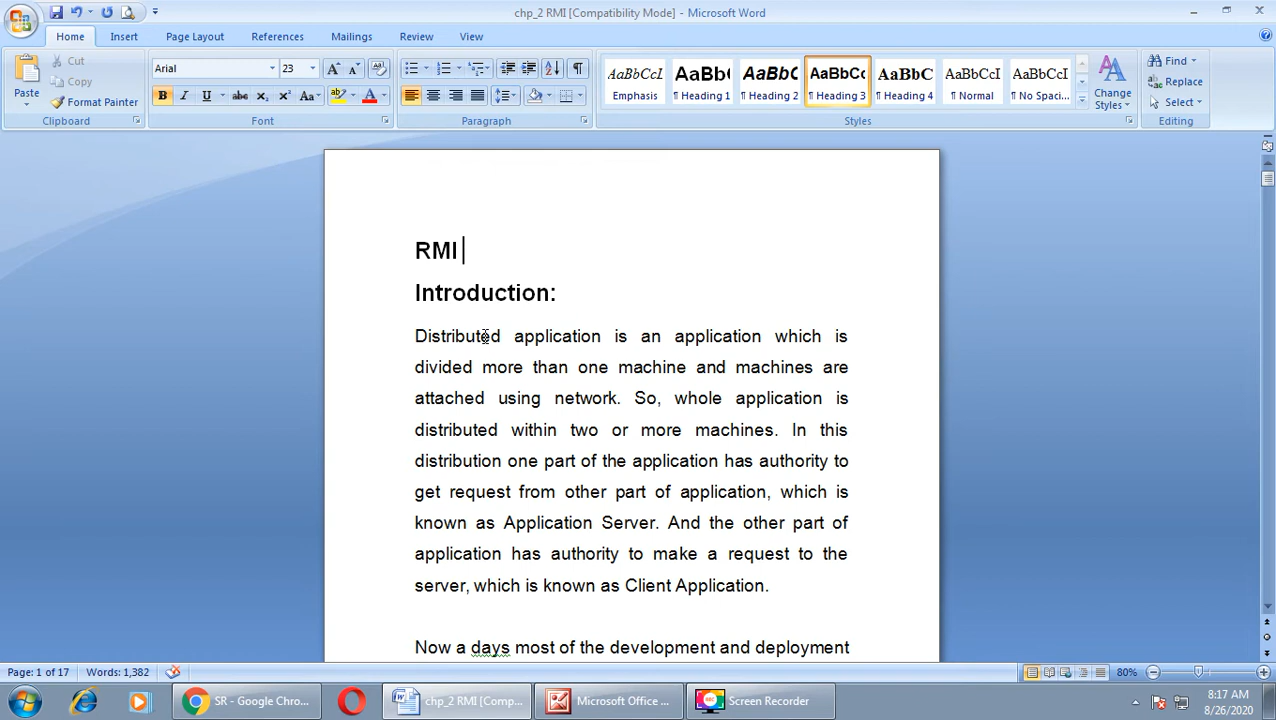 chp_2 RMI [Compatibility Mode] - Microsoft Word
Home Insert Page Layout References Mailings Review View
Paste
Cut
Copy
Format Painter
Clipboard
Arial 23
B I U abc x₂ x² Aa A
Font
Paragraph
AaBbCcI AaBb( AaBbC AaBbCc AaBbC AaBbCcI AaBbCcI
Emphasis ¶ Heading 1 ¶ Heading 2 ¶ Heading 3 ¶ Heading 4 ¶ Normal ¶ No Spaci...
Styles
Change
Styles
Find
Replace
Select
Editing
RMI
Introduction:
Distributed application is an application which is
divided more than one machine and machines are
attached using network. So, whole application is
distributed within two or more machines. In this
distribution one part of the application has authority to
get request from other part of application, which is
known as Application Server. And the other part of
application has authority to make a request to the
server, which is known as Client Application.
Now a days most of the development and deployment
Page: 1 of 17 Words: 1,382 80%
SR - Google Chro... chp_2 RMI [Comp... Microsoft Office ... Screen Recorder
8:17 AM
8/26/2020